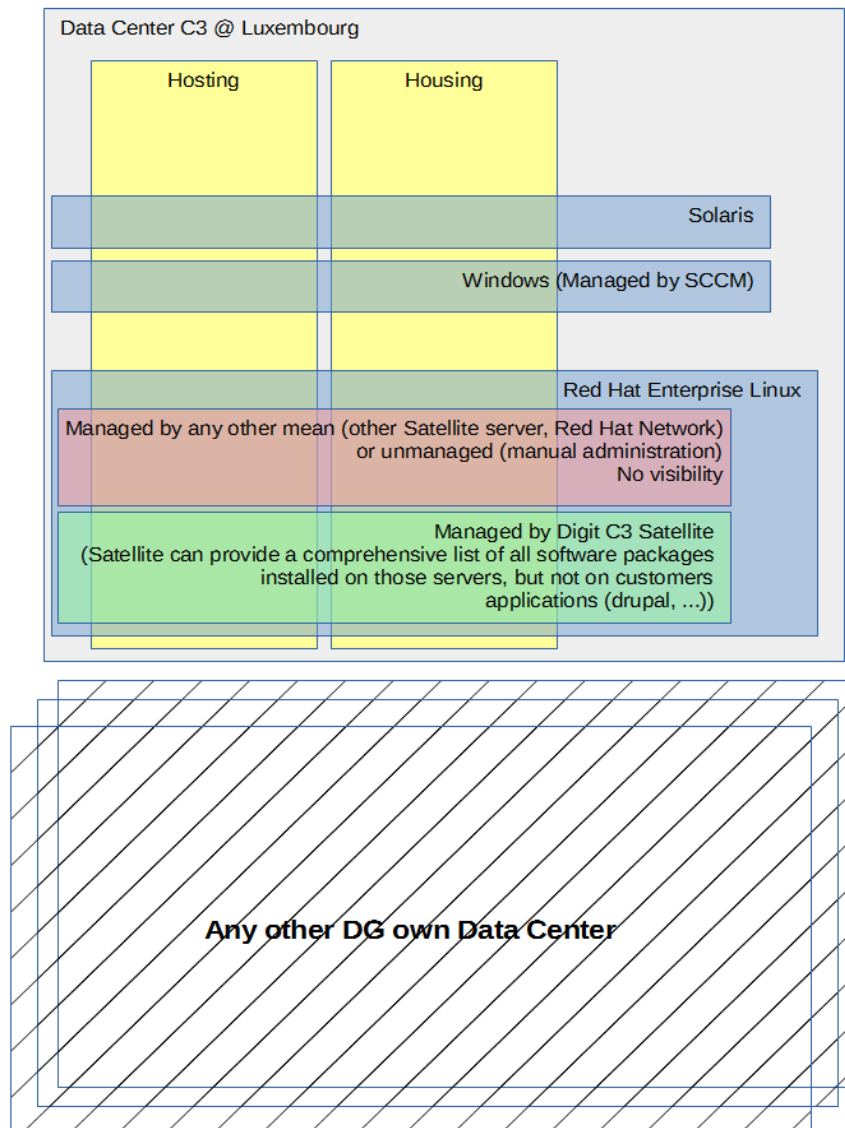 Data Center C3 @ Luxembourg
Hosting
Housing
Solaris
Windows (Managed by SCCM)
Red Hat Enterprise Linux
Managed by any other mean (other Satellite server, Red Hat Network)
or unmanaged (manual administration)
No visibility
Managed by Digit C3 Satellite
(Satellite can provide a comprehensive list of all software packages
installed on those servers, but not on customers
applications (drupal, ...))
Any other DG own Data Center